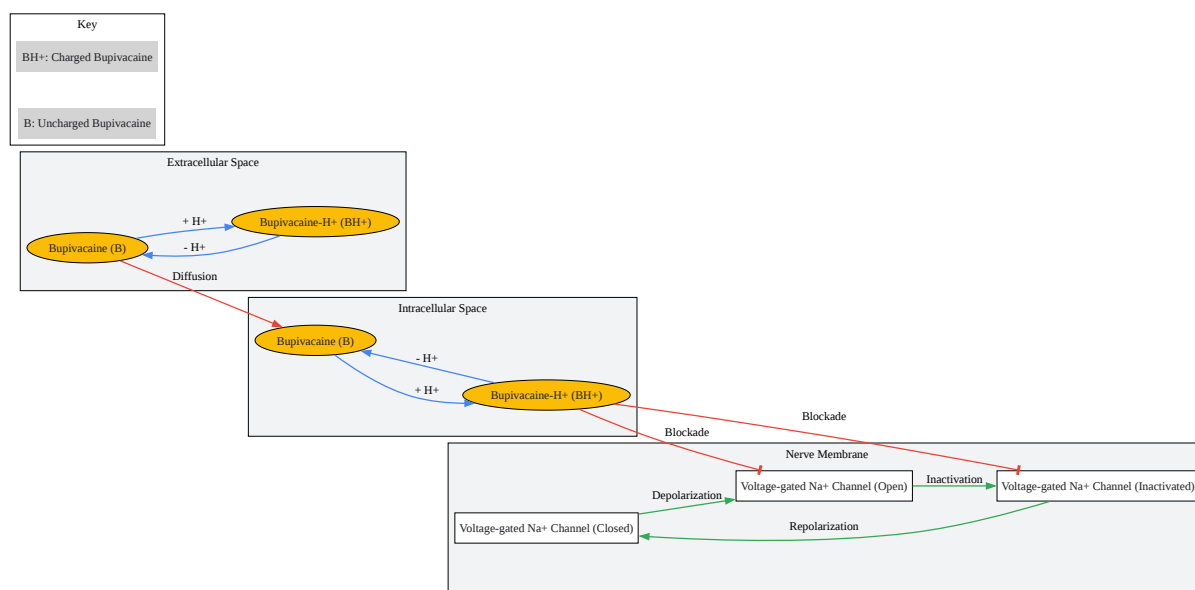 Key
BH+: Charged Bupivacaine
B: Uncharged Bupivacaine
Extracellular Space
+ H+
Bupivacaine-H+ (BH+)
Bupivacaine (B)
- H+
Diffusion
Intracellular Space
Bupivacaine (B)
- H+
+ H+
Bupivacaine-H+ (BH+)
Blockade
Blockade
Nerve Membrane
Voltage-gated Na+ Channel (Open)
Inactivation
Voltage-gated Na+ Channel (Inactivated)
Depolarization
Voltage-gated Na+ Channel (Closed)
Repolarization